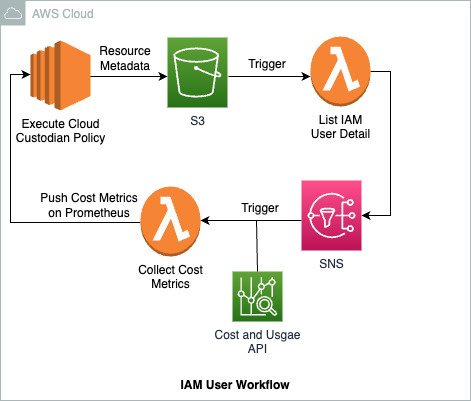 AWS Cloud
Resource
Metadata
Trigger
Execute Cloud
Custodian Policy
S3
List IAM
User Detail
Push Cost Metrics
on Prometheus
Trigger
Collect Cost
Metrics
SNS
Cost and Usgae
API
IAM User Workflow